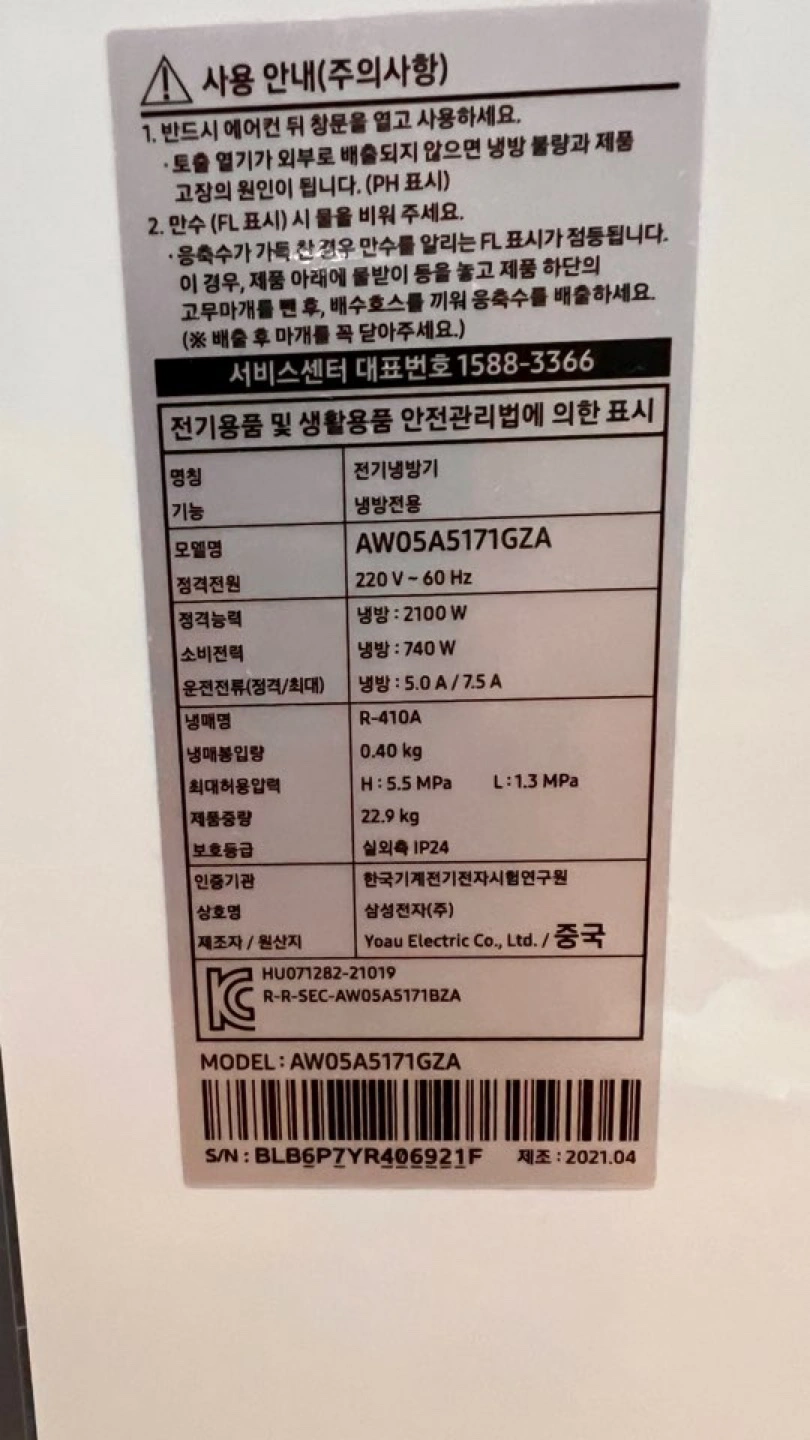 사용 안내(주의사항)
1. 반드시 에어컨 뒤 창문을 열고 사용하세요.
· 토출 열기가 외부로 배출되지 않으면 냉방 불량과 제품
고장의 원인이 됩니다. (PH 표시)
2. 만수 (FL 표시) 시 물을 비워 주세요.
· 응축수가 가득 찬 경우 만수를 알리는 FL 표시가 점등됩니다.
이 경우, 제품 아래에 물받이 등을 놓고 제품 하단의
고무마개를 뺀 후, 배수호스를 끼워 응축수를 배출하세요.
(※ 배출 후 마개를 꼭 닫아주세요.)
서비스센터 대표번호 1588-3366
전기용품 및 생활용품 안전관리법에 의한 표시
명칭 전기냉방기
기능 냉방전용
모델명 AW05A5171GZA
정격전원 220 V ~ 60 Hz
정격능력 냉방 : 2100 W
소비전력 냉방 : 740 W
운전전류(정격/최대) 냉방 : 5.0 A / 7.5 A
냉매명 R-410A
냉매봉입량 0.40 kg
최대허용압력 H : 5.5 MPa L : 1.3 MPa
제품중량 22.9 kg
보호등급 실외측 IP24
인증기관 한국기계전기전자시험연구원
상호명 삼성전자(주)
제조자 / 원산지 Yoau Electric Co., Ltd. / 중국
HU071282-21019
R-R-SEC-AW05A5171BZA
MODEL : AW05A5171GZA
S/N : BLB6P7YR406921F 제조 : 2021.04